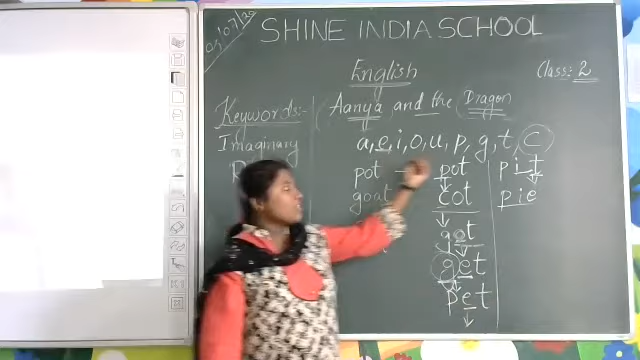 SHINE INDIA SCHOOL
English
Class: 2
Keywords:-
Aanya and the Dragon
Imaginary
a, e, i, o, u, p, g, t, c
pot - pot
goat
cot
got
get
pet
pit
pie